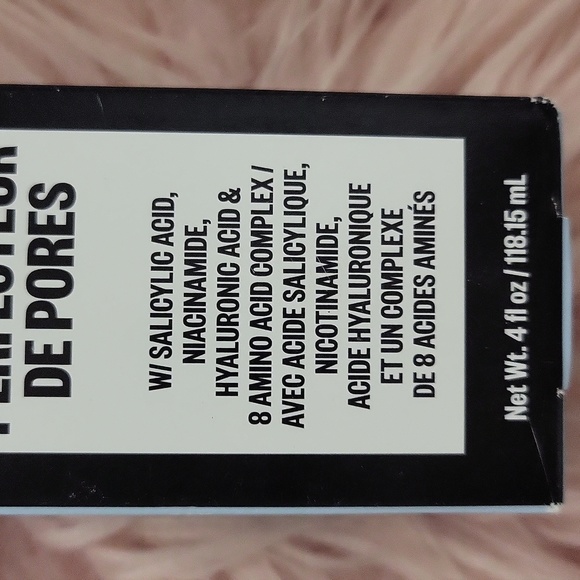 DE PORES
W/ SALICYLIC ACID,
NIACINAMIDE,
HYALURONIC ACID &
8 AMINO ACID COMPLEX /
AVEC ACIDE SALICYLIQUE,
NICOTINAMIDE,
ACIDE HYALURONIQUE
ET UN COMPLEXE
DE 8 ACIDES AMINÉS
Net Wt. 4 fl oz / 118.15 mL